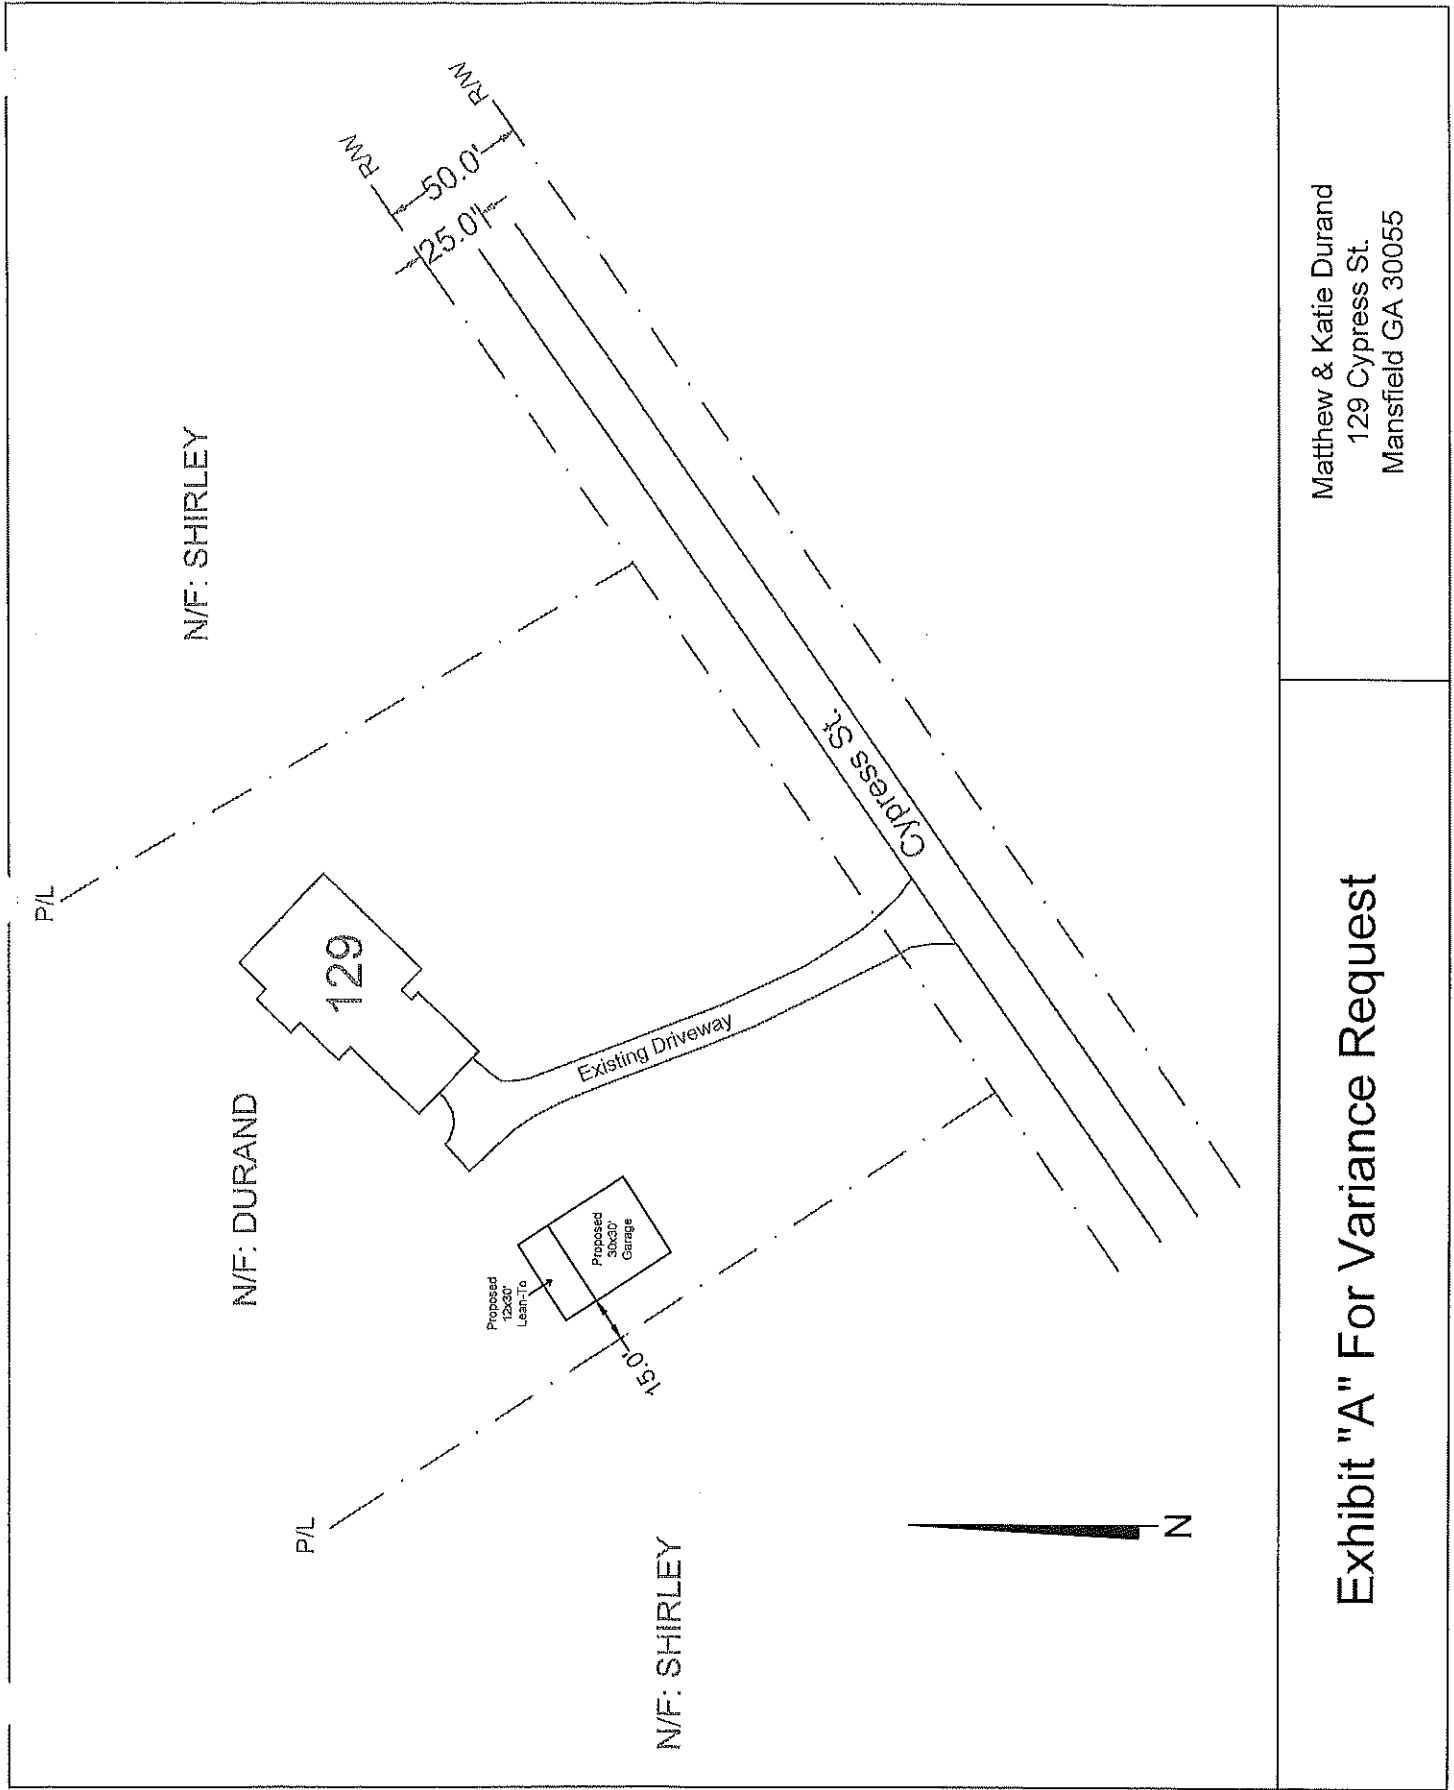 N/F: SHIRLEY
R/W
R/W
50.0'
25.0'
P/L
129
N/F: DURAND
Existing Driveway
Cypress St.
Proposed
12x30'
Lean-To
Proposed
30x30'
Garage
15.0'
P/L
N/F: SHIRLEY
N
Exhibit "A" For Variance Request
Matthew & Katie Durand
129 Cypress St.
Mansfield GA 30055